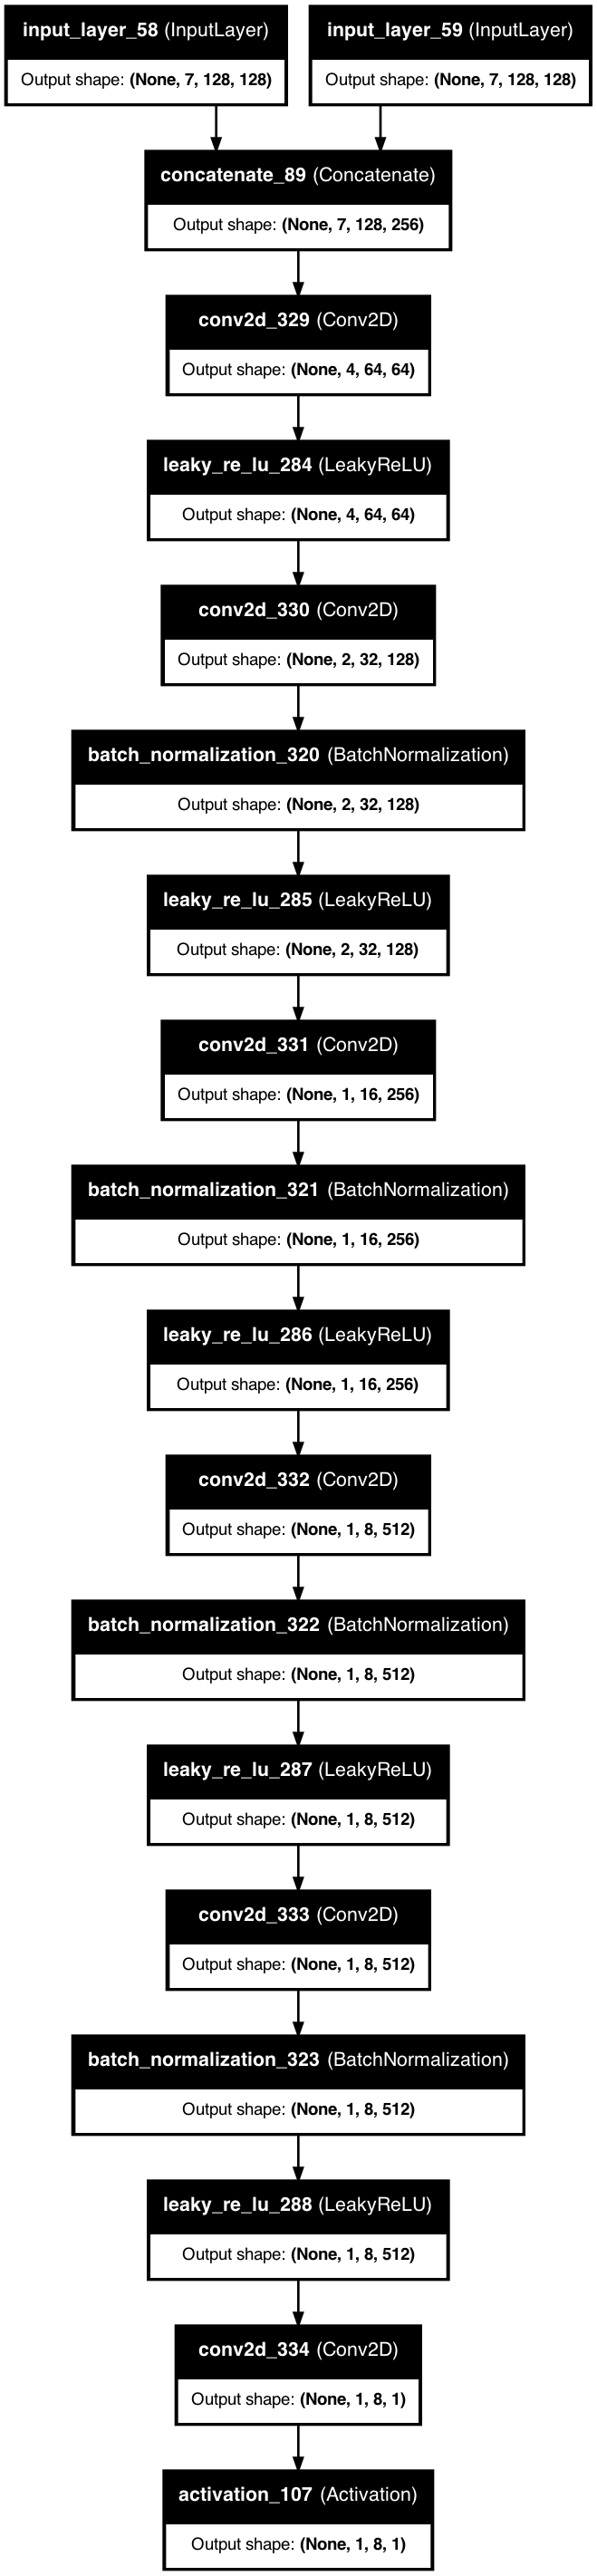 input_layer_58 (InputLayer)
Output shape: (None, 7, 128, 128)
input_layer_59 (InputLayer)
Output shape: (None, 7, 128, 128)
concatenate_89 (Concatenate)
Output shape: (None, 7, 128, 256)
conv2d_329 (Conv2D)
Output shape: (None, 4, 64, 64)
leaky_re_lu_284 (LeakyReLU)
Output shape: (None, 4, 64, 64)
conv2d_330 (Conv2D)
Output shape: (None, 2, 32, 128)
batch_normalization_320 (BatchNormalization)
Output shape: (None, 2, 32, 128)
leaky_re_lu_285 (LeakyReLU)
Output shape: (None, 2, 32, 128)
conv2d_331 (Conv2D)
Output shape: (None, 1, 16, 256)
batch_normalization_321 (BatchNormalization)
Output shape: (None, 1, 16, 256)
leaky_re_lu_286 (LeakyReLU)
Output shape: (None, 1, 16, 256)
conv2d_332 (Conv2D)
Output shape: (None, 1, 8, 512)
batch_normalization_322 (BatchNormalization)
Output shape: (None, 1, 8, 512)
leaky_re_lu_287 (LeakyReLU)
Output shape: (None, 1, 8, 512)
conv2d_333 (Conv2D)
Output shape: (None, 1, 8, 512)
batch_normalization_323 (BatchNormalization)
Output shape: (None, 1, 8, 512)
leaky_re_lu_288 (LeakyReLU)
Output shape: (None, 1, 8, 512)
conv2d_334 (Conv2D)
Output shape: (None, 1, 8, 1)
activation_107 (Activation)
Output shape: (None, 1, 8, 1)